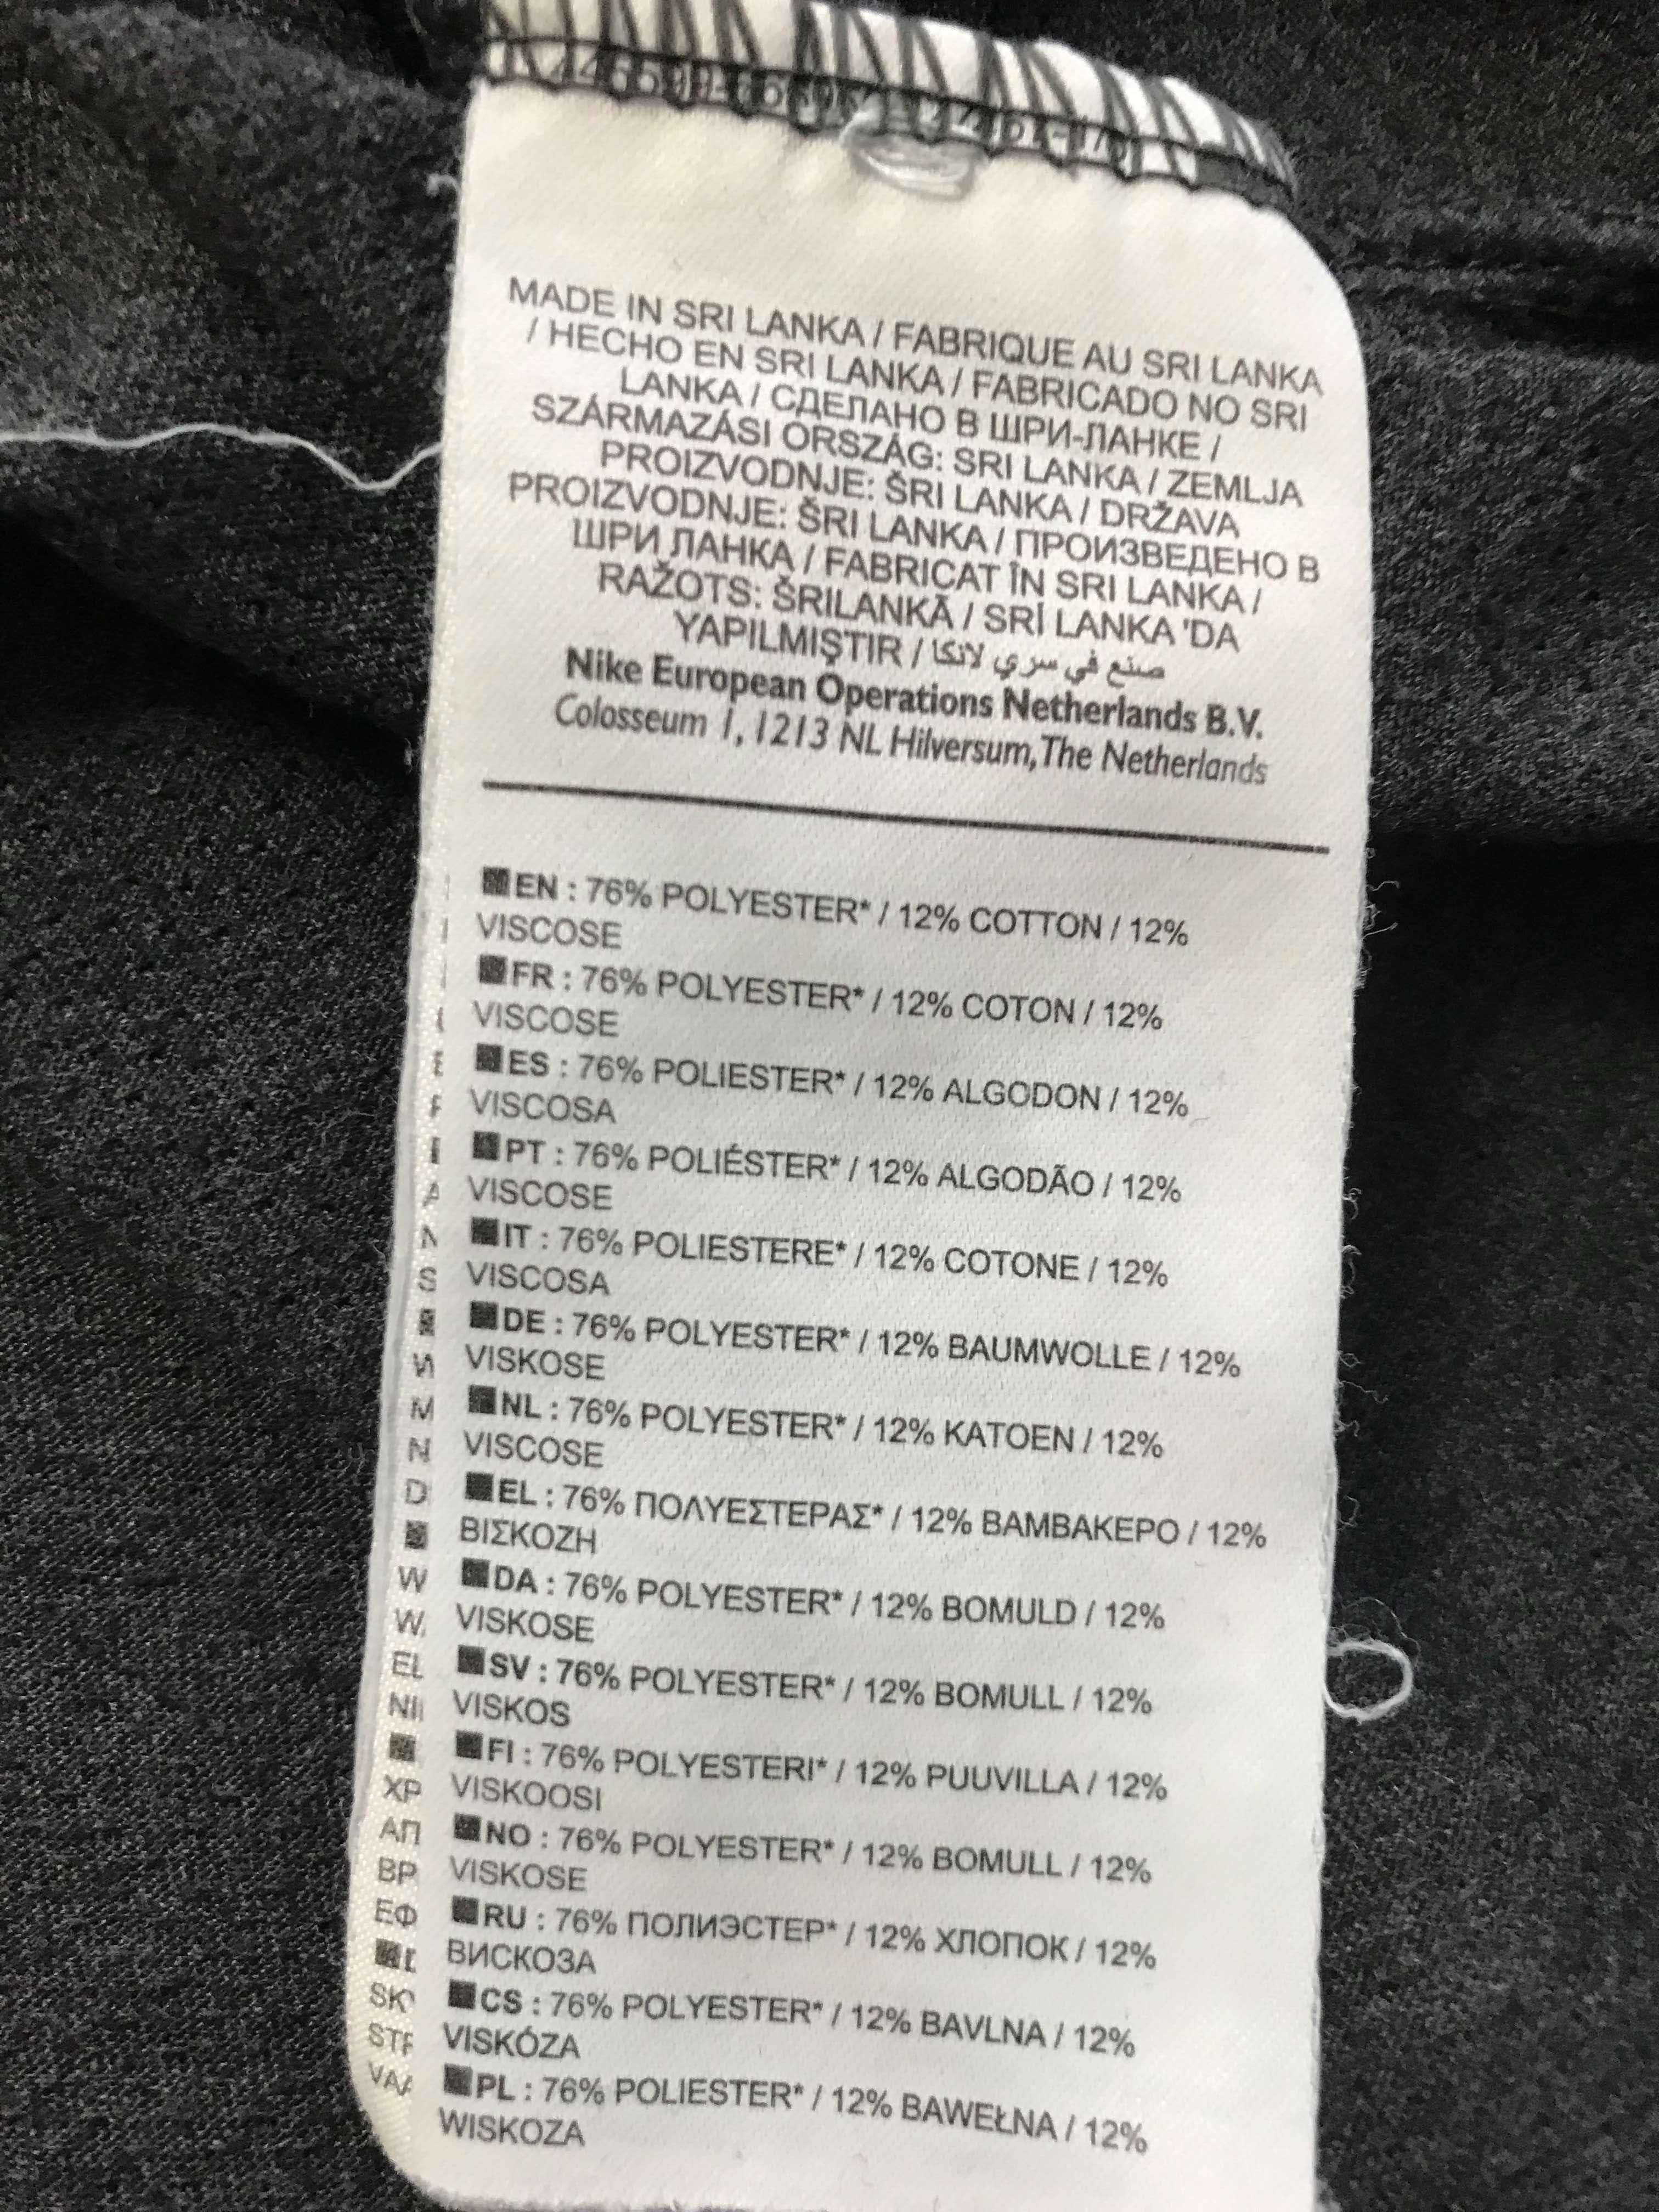 MADE IN SRI LANKA / FABRIQUE AU SRI LANKA
/ HECHO EN SRI LANKA / FABRICADO NO SRI
LANKA / СДЕЛАНО В ШРИ-ЛАНКЕ /
SZÁRMAZÁSI ORSZÁG: SRI LANKA / ZEMLJA
PROIZVODNJE: ŠRI LANKA / DRŽAVA
PROIZVODNJE: ŠRI LANKA / ПРОИЗВЕДЕНО В
ШРИ ЛАНКА / FABRICAT ÎN SRI LANKA /
RAŽOTS: ŠRILANKĀ / SRİ LANKA 'DA
YAPILMIŞTIR / صنع في سري لانكا
Nike European Operations Netherlands B.V.
Colosseum 1, 1213 NL Hilversum, The Netherlands
EN : 76% POLYESTER* / 12% COTTON / 12%
VISCOSE
FR : 76% POLYESTER* / 12% COTON / 12%
VISCOSE
ES : 76% POLIESTER* / 12% ALGODON / 12%
VISCOSA
PT : 76% POLIÉSTER* / 12% ALGODÃO / 12%
VISCOSE
IT : 76% POLIESTERE* / 12% COTONE / 12%
VISCOSA
DE : 76% POLYESTER* / 12% BAUMWOLLE / 12%
VISKOSE
NL : 76% POLYESTER* / 12% KATOEN / 12%
VISCOSE
EL : 76% ΠΟΛΥΕΣΤΕΡΑΣ* / 12% ΒΑΜΒΑΚΕΡΟ / 12%
ΒΙΣΚΟΖΗ
DA : 76% POLYESTER* / 12% BOMULD / 12%
VISKOSE
SV : 76% POLYESTER* / 12% BOMULL / 12%
VISKOS
FI : 76% POLYESTERI* / 12% PUUVILLA / 12%
VISKOOSI
NO : 76% POLYESTER* / 12% BOMULL / 12%
VISKOSE
RU : 76% ПОЛИЭСТЕР* / 12% ХЛОПОК / 12%
ВИСКОЗА
CS : 76% POLYESTER* / 12% BAVLNA / 12%
VISKÓZA
PL : 76% POLIESTER* / 12% BAWEŁNA / 12%
WISKOZA